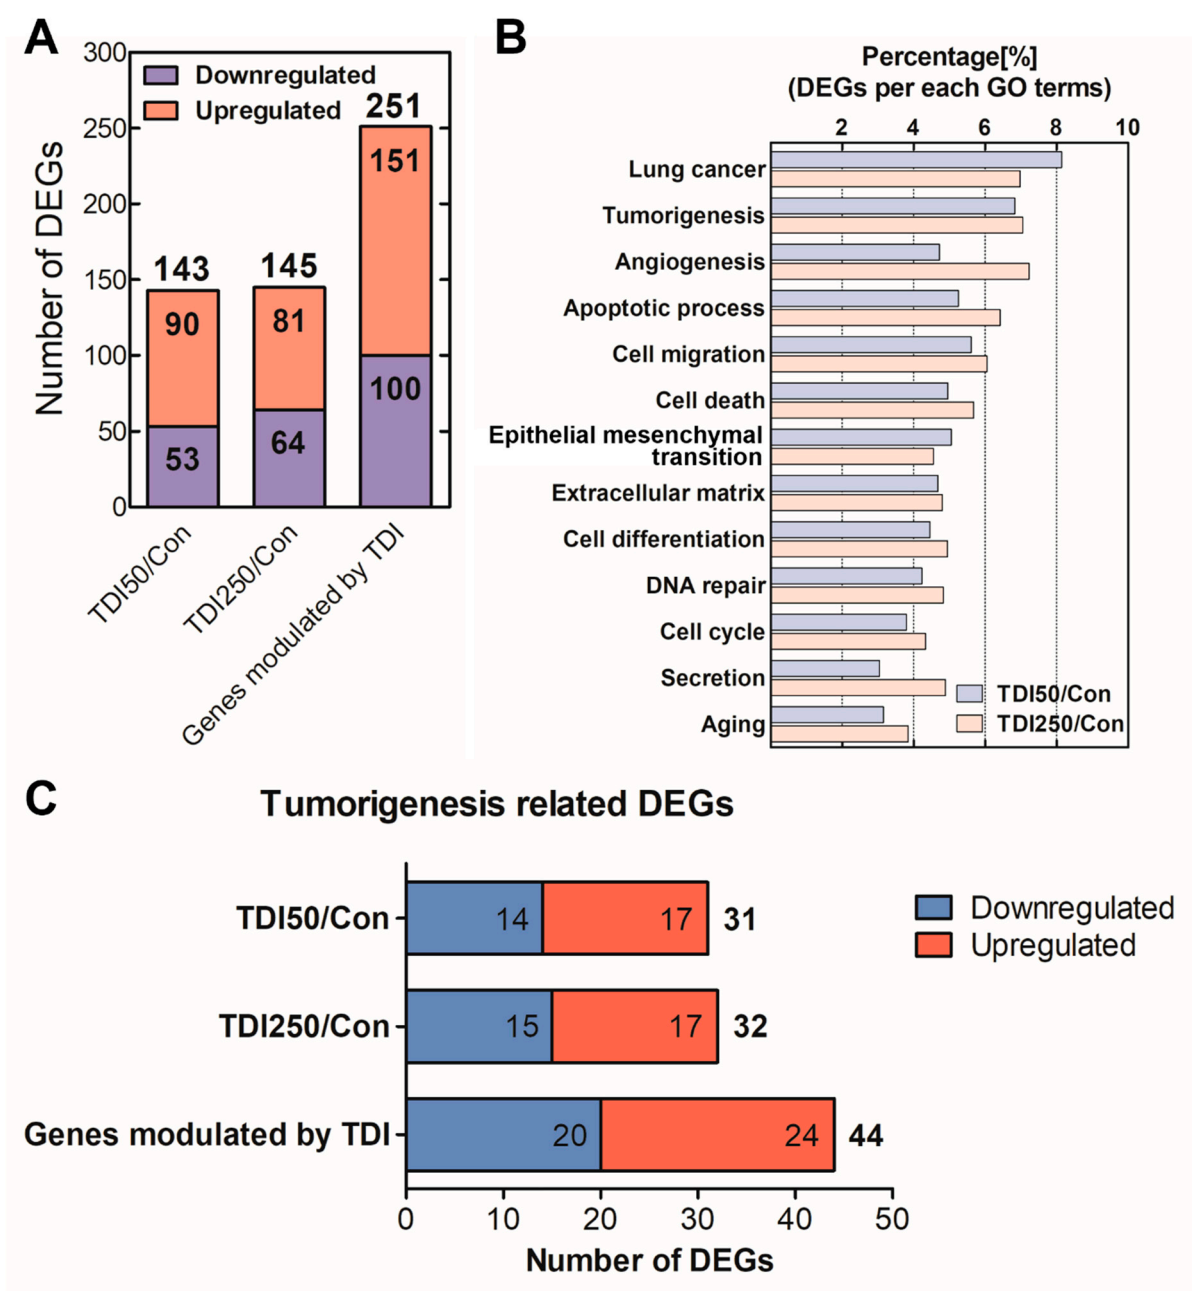 A
300
250
200
150
100
50
0
Number of DEGs
Downregulated
Upregulated
143
90
53
145
81
64
251
151
100
TDI50/Con
TDI250/Con
Genes modulated by TDI
B
Percentage[%]
(DEGs per each GO terms)
2 4 6 8 10
Lung cancer
Tumorigenesis
Angiogenesis
Apoptotic process
Cell migration
Cell death
Epithelial mesenchymal
transition
Extracellular matrix
Cell differentiation
DNA repair
Cell cycle
Secretion
Aging
TDI50/Con
TDI250/Con
C
Tumorigenesis related DEGs
TDI50/Con 14 17 31
TDI250/Con 15 17 32
Genes modulated by TDI 20 24 44
0 10 20 30 40 50
Number of DEGs
Downregulated
Upregulated